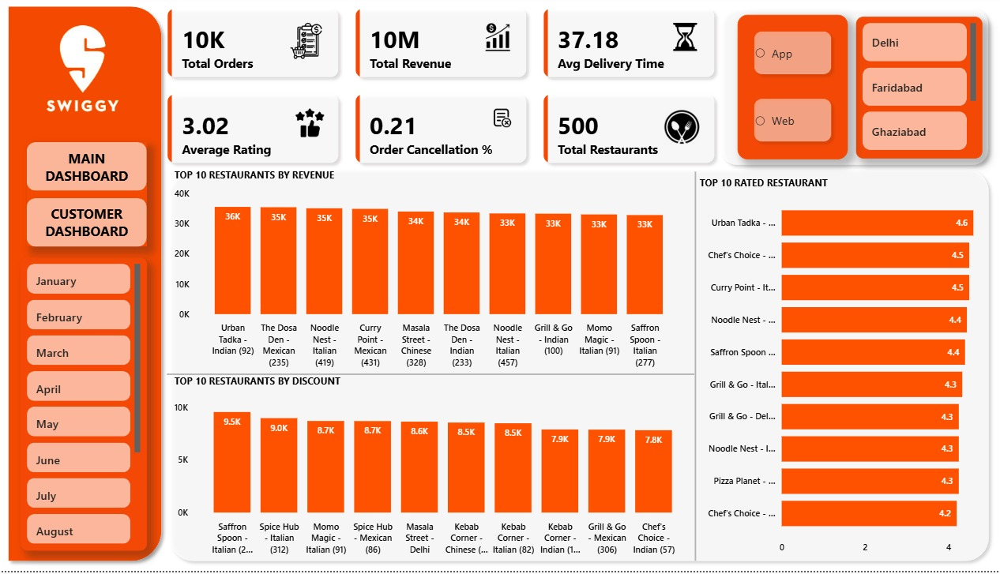 SWIGGY
MAIN
DASHBOARD
CUSTOMER
DASHBOARD
January
February
March
April
May
June
July
August
10K
Total Orders
10M
Total Revenue
37.18
Avg Delivery Time
3.02
Average Rating
0.21
Order Cancellation %
500
Total Restaurants
App
Web
Delhi
Faridabad
Ghaziabad
TOP 10 RESTAURANTS BY REVENUE
40K
30K
20K
10K
0K
36K
35K
35K
35K
34K
34K
33K
33K
33K
33K
Urban
Tadka -
Indian (92)
The Dosa
Den -
Mexican
(235)
Noodle
Nest -
Italian
(419)
Curry
Point -
Mexican
(431)
Masala
Street -
Chinese
(328)
The Dosa
Den -
Indian
(233)
Noodle
Nest -
Italian
(457)
Grill & Go
- Indian
(100)
Momo
Magic -
Italian (91)
Saffron
Spoon -
Italian
(277)
TOP 10 RESTAURANTS BY DISCOUNT
10K
5K
0K
9.5K
9.0K
8.7K
8.7K
8.6K
8.5K
8.5K
7.9K
7.9K
7.8K
Saffron
Spoon -
Italian (2...
Spice Hub
- Italian
(312)
Momo
Magic -
Italian (91)
Spice Hub
- Mexican
(86)
Masala
Street -
Delhi
Kebab
Corner -
Chinese (...
Kebab
Corner -
Italian (82)
Kebab
Corner -
Indian (1...
Grill & Go
- Mexican
(306)
Chef's
Choice -
Indian (57)
TOP 10 RATED RESTAURANT
Urban Tadka - ...
4.6
Chef's Choice - ...
4.5
Curry Point - It...
4.5
Noodle Nest - ...
4.4
Saffron Spoon ...
4.4
Grill & Go - Ital...
4.3
Grill & Go - Del...
4.3
Noodle Nest - I...
4.3
Pizza Planet - ...
4.3
Chef's Choice - ...
4.2
0
2
4